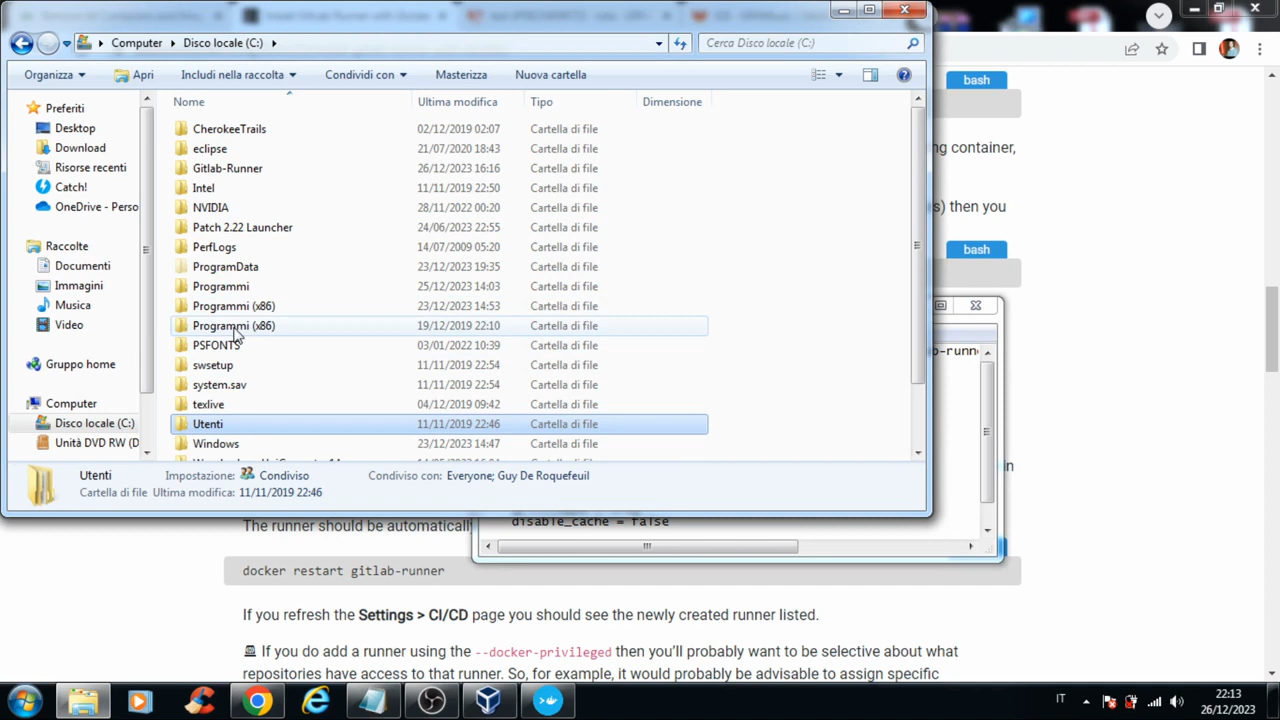 Computer Disco locale (C:)
Cerca Disco locale (C:)
Organizza Apri Includi nella raccolta Condividi con Masterizza Nuova cartella
Nome Ultima modifica Tipo Dimensione
Preferiti
Desktop
Download
Risorse recenti
Catch!
OneDrive - Perso
Raccolte
Documenti
Immagini
Musica
Video
Gruppo home
Computer
Disco locale (C:)
Unità DVD RW (D
CherokeeTrails 02/12/2019 02:07 Cartella di file
eclipse 21/07/2020 18:43 Cartella di file
Gitlab-Runner 26/12/2023 16:16 Cartella di file
Intel 11/11/2019 22:50 Cartella di file
NVIDIA 28/11/2022 00:20 Cartella di file
Patch 2.22 Launcher 24/06/2023 22:55 Cartella di file
PerfLogs 14/07/2009 05:20 Cartella di file
ProgramData 23/12/2023 19:35 Cartella di file
Programmi 25/12/2023 14:03 Cartella di file
Programmi (x86) 23/12/2023 14:53 Cartella di file
Programmi (x86) 19/12/2019 22:10 Cartella di file
PSFONTS 03/01/2022 10:39 Cartella di file
swsetup 11/11/2019 22:54 Cartella di file
system.sav 11/11/2019 22:54 Cartella di file
texlive 04/12/2019 09:42 Cartella di file
Utenti 11/11/2019 22:46 Cartella di file
Windows 23/12/2023 14:47 Cartella di file
Utenti Impostazione: Condiviso Condiviso con: Everyone; Guy De Roquefeuil
Cartella di file Ultima modifica: 11/11/2019 22:46
bash
ng container,
s) then you
bash
b-runn
in
disable_cache = false
The runner should be automaticall
docker restart gitlab-runner
If you refresh the Settings > CI/CD page you should see the newly created runner listed.
If you do add a runner using the --docker-privileged then you'll probably want to be selective about what
repositories have access to that runner. So, for example, it would probably be advisable to assign specific
IT
22:13
26/12/2023